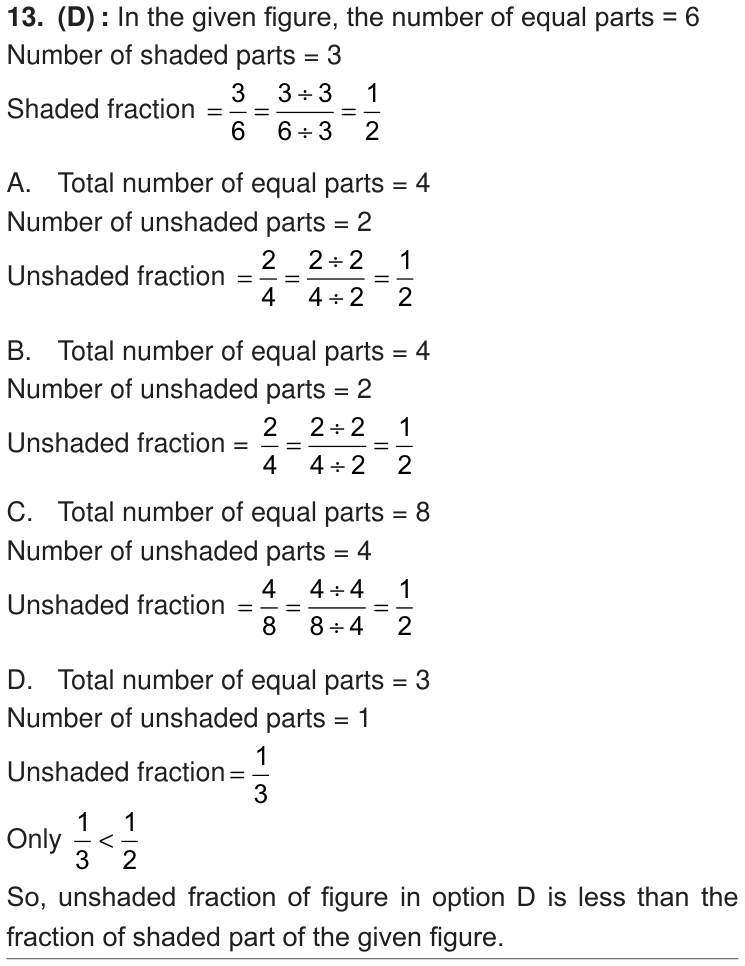 13. (D) : In the given figure, the number of equal parts = 6
Number of shaded parts = 3
Shaded fraction = 3/6 = 3 ÷ 3/6 ÷ 3 = 1/2
A. Total number of equal parts = 4
Number of unshaded parts = 2
Unshaded fraction = 2/4 = 2 ÷ 2/4 ÷ 2 = 1/2
B. Total number of equal parts = 4
Number of unshaded parts = 2
Unshaded fraction = 2/4 = 2 ÷ 2/4 ÷ 2 = 1/2
C. Total number of equal parts = 8
Number of unshaded parts = 4
Unshaded fraction = 4/8 = 4 ÷ 4/8 ÷ 4 = 1/2
D. Total number of equal parts = 3
Number of unshaded parts = 1
Unshaded fraction = 1/3
Only 1/3 < 1/2
So, unshaded fraction of figure in option D is less than the
fraction of shaded part of the given figure.